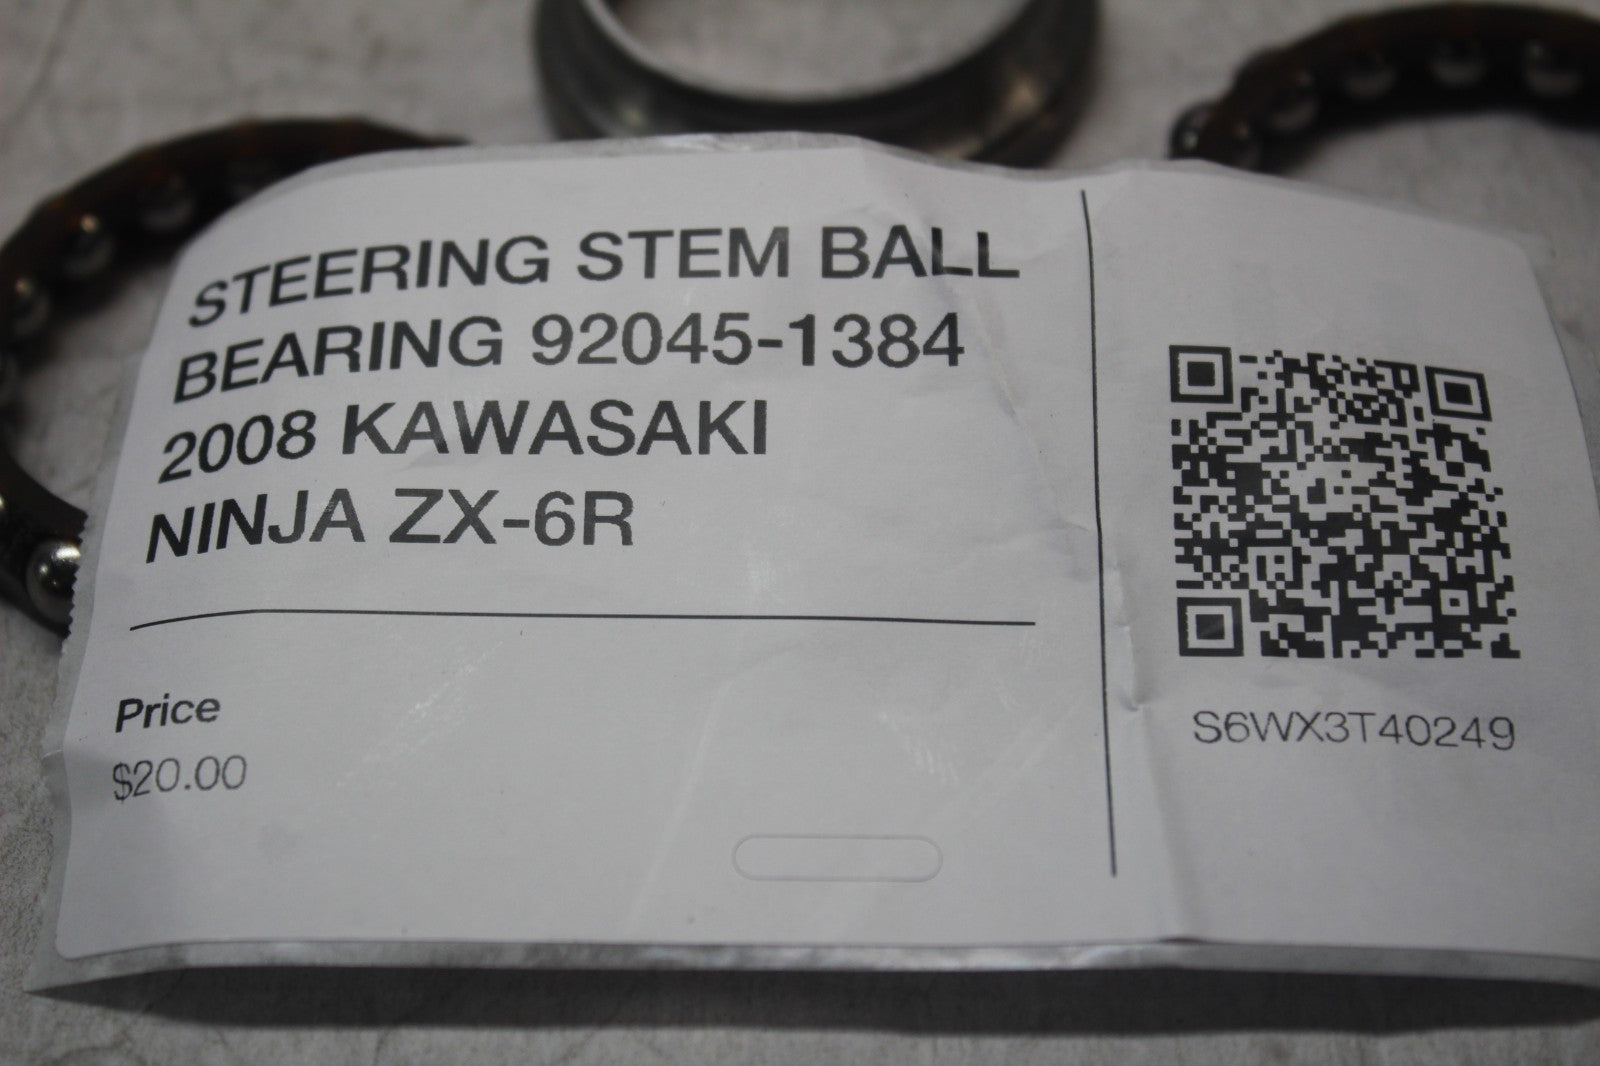 STEERING STEM BALL
BEARING 92045-1384
2008 KAWASAKI
NINJA ZX-6R
Price
$20.00
S6WX3T40249